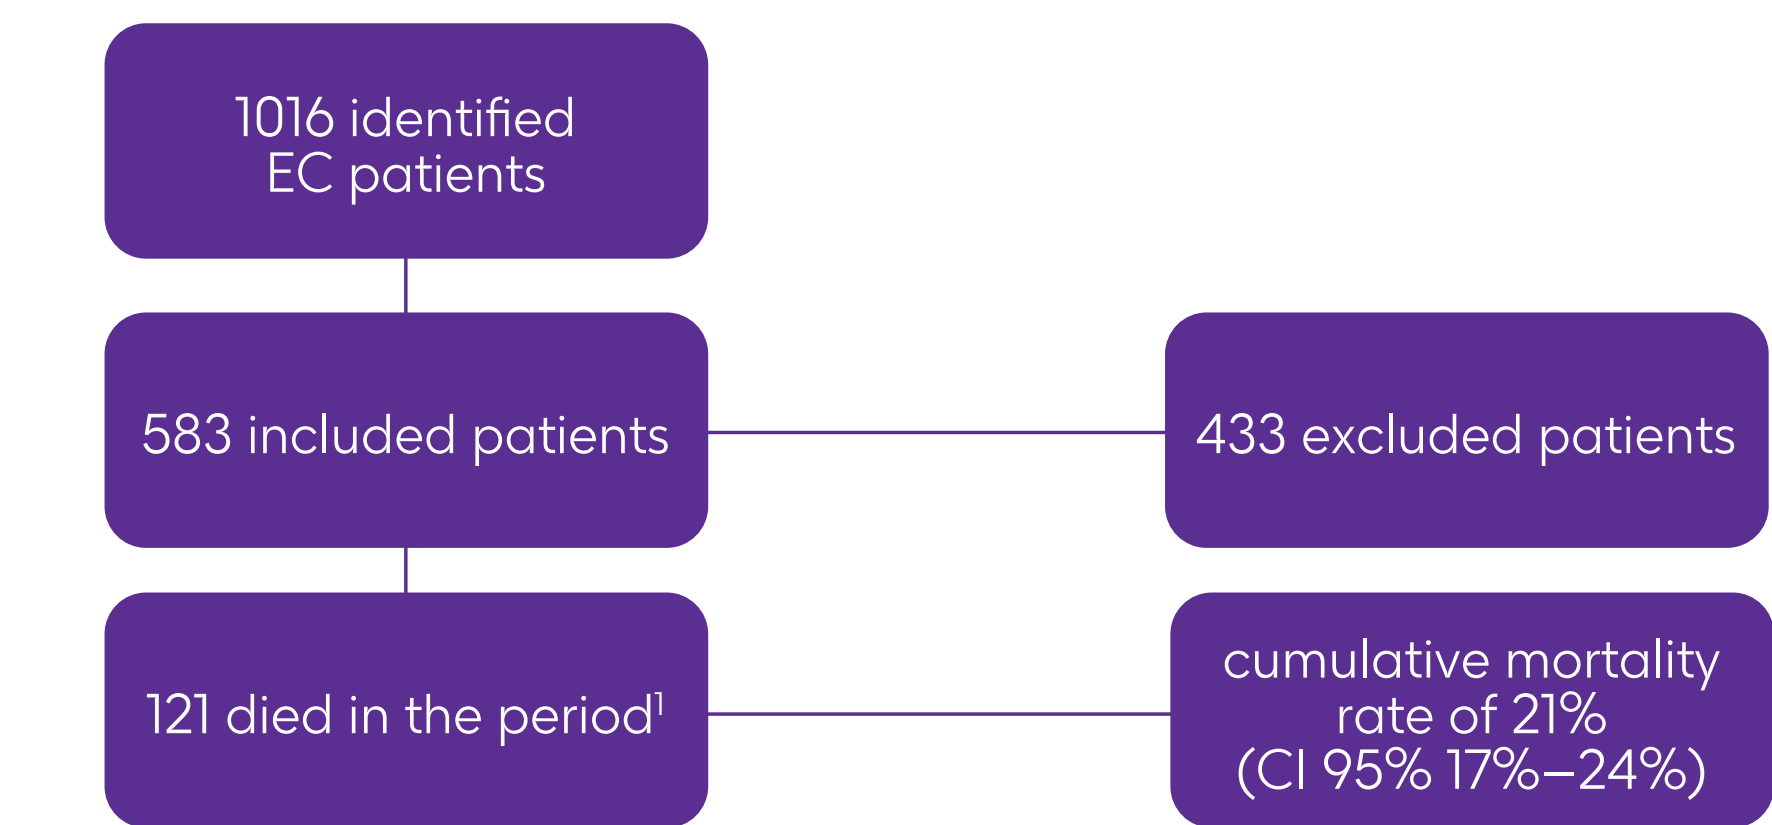 1016 identified
EC patients
583 included patients
433 excluded patients
121 died in the period¹
cumulative mortality
rate of 21%
(CI 95% 17%–24%)